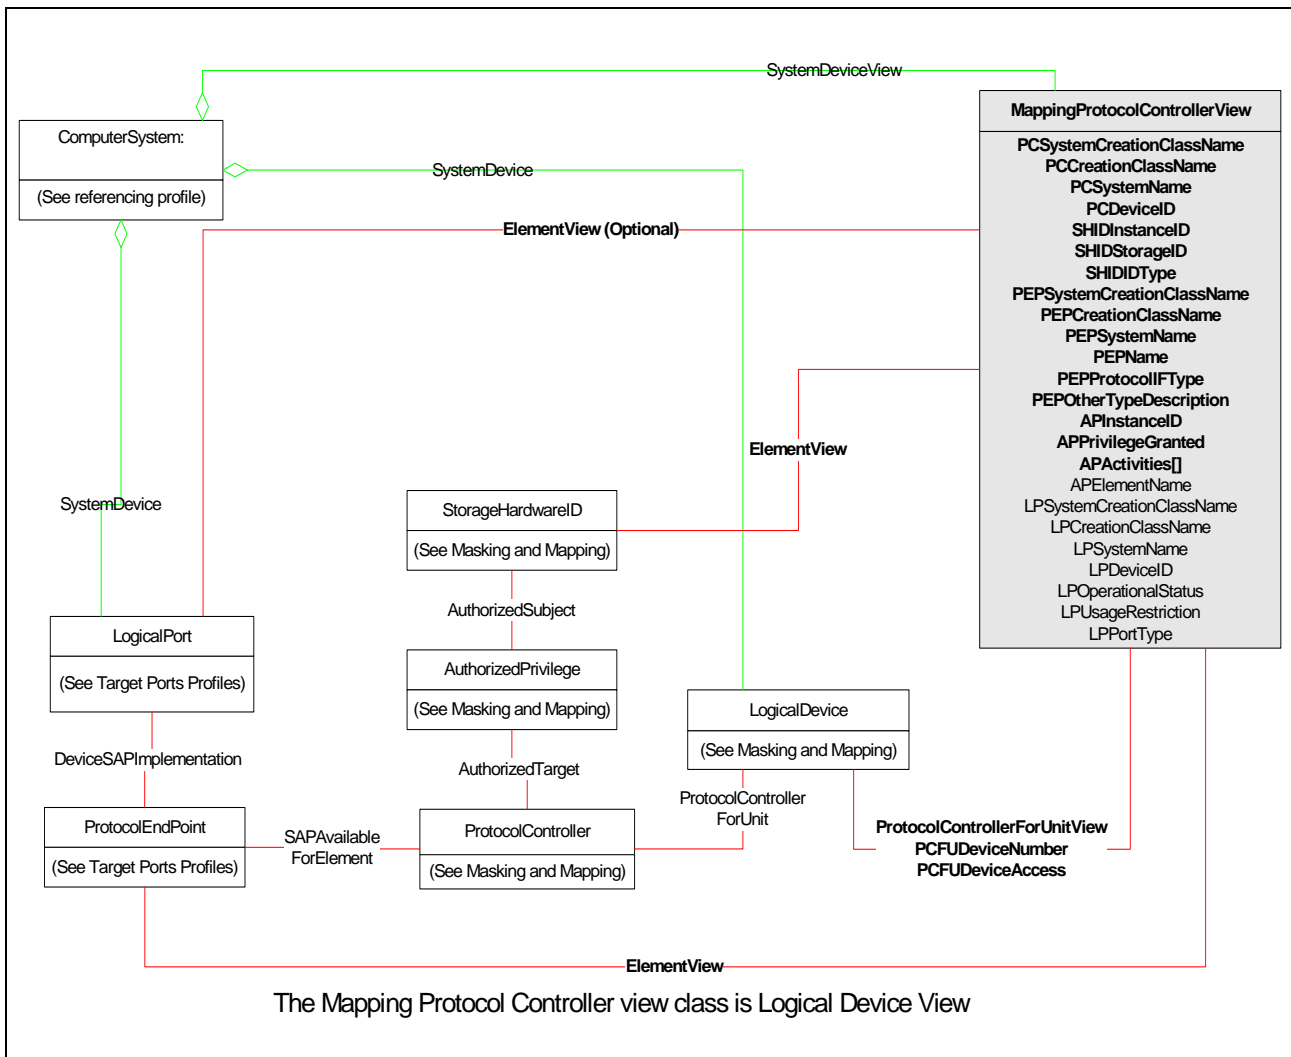 SystemDeviceView
MappingProtocolControllerView
ComputerSystem:
(See referencing profile)
SystemDevice
ElementView (Optional)
PCSystemCreationClassName
PCCreationClassName
PCSystemName
PCDeviceID
SHIDInstanceID
SHIDStorageID
SHIDIDType
PEPSystemCreationClassName
PEPCreationClassName
PEPSystemName
PEPName
PEPProtocolIFType
PEPOtherTypeDescription
APInstanceID
APPrivilegeGranted
APActivities[]
APElementName
LPSystemCreationClassName
LPCreationClassName
LPSystemName
LPDeviceID
LPOperationalStatus
LPUsageRestriction
LPPortType
ElementView
SystemDevice
StorageHardwareID
(See Masking and Mapping)
AuthorizedSubject
LogicalPort
(See Target Ports Profiles)
AuthorizedPrivilege
(See Masking and Mapping)
LogicalDevice
(See Masking and Mapping)
DeviceSAPImplementation
AuthorizedTarget
ProtocolController
ForUnit
ProtocolEndPoint
(See Target Ports Profiles)
SAPAvailable
ForElement
ProtocolController
(See Masking and Mapping)
ProtocolControllerForUnitView
PCFUDeviceNumber
PCFUDeviceAccess
ElementView
The Mapping Protocol Controller view class is Logical Device View